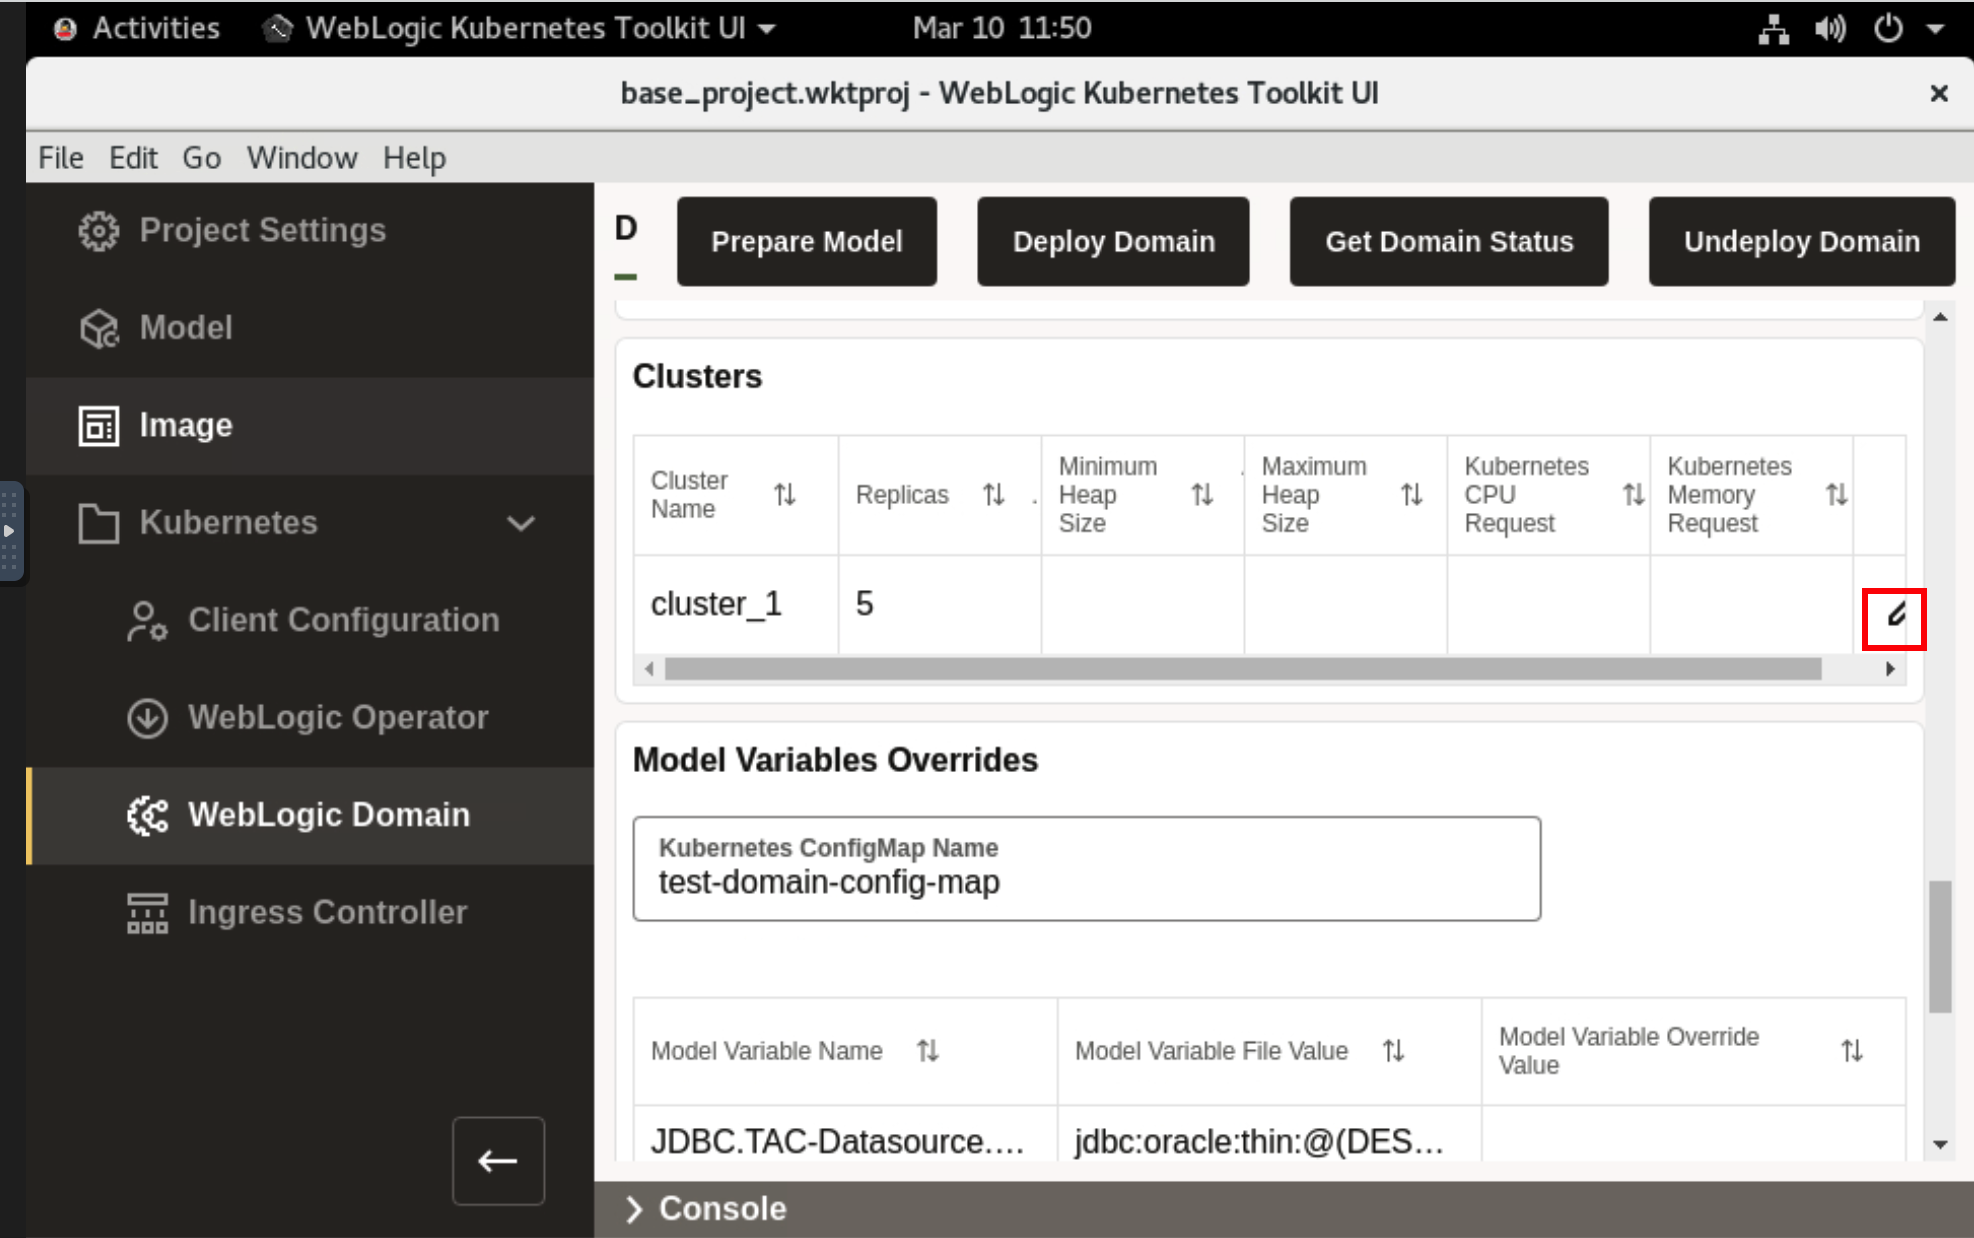 Activities
WebLogic Kubernetes Toolkit UI
Mar 10 11:50
base_project.wktproj - WebLogic Kubernetes Toolkit UI
File Edit Go Window Help
Project Settings
Model
Image
Kubernetes
Client Configuration
WebLogic Operator
WebLogic Domain
Ingress Controller
D
Prepare Model
Deploy Domain
Get Domain Status
Undeploy Domain
Clusters
Cluster
Name
Replicas
Minimum
Heap
Size
Maximum
Heap
Size
Kubernetes
CPU
Request
Kubernetes
Memory
Request
cluster_1
5
Model Variables Overrides
Kubernetes ConfigMap Name
test-domain-config-map
Model Variable Name
Model Variable File Value
Model Variable Override
Value
JDBC.TAC-Datasource....
jdbc:oracle:thin:@(DES...
Console